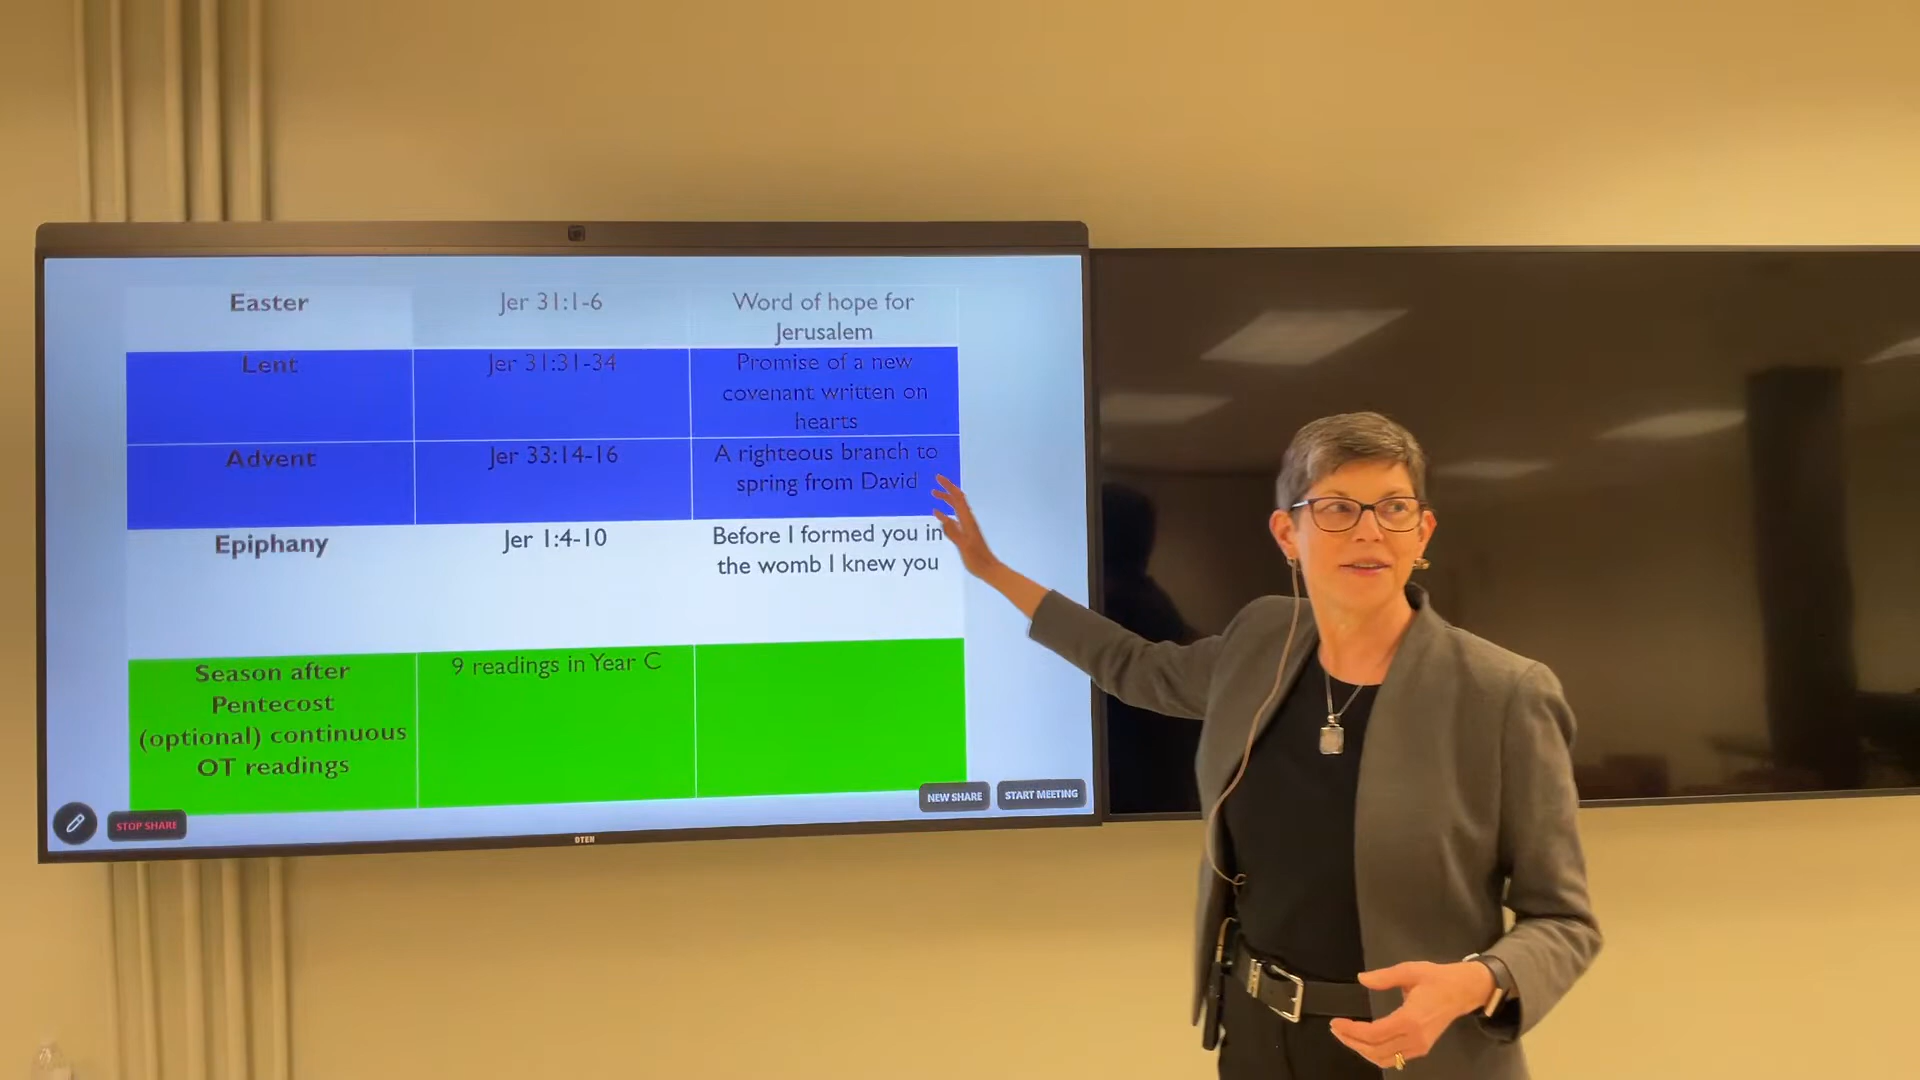 Easter
Jer 31:1-6
Word of hope for
Jerusalem
Lent
Jer 31:31-34
Promise of a new
covenant written on
hearts
Advent
Jer 33:14-16
A righteous branch to
spring from David
Epiphany
Jer 1:4-10
Before I formed you in
the womb I knew you
Season after
Pentecost
(optional) continuous
OT readings
9 readings in Year C
STOP SHARE
NEW SHARE
START MEETING
DTEN